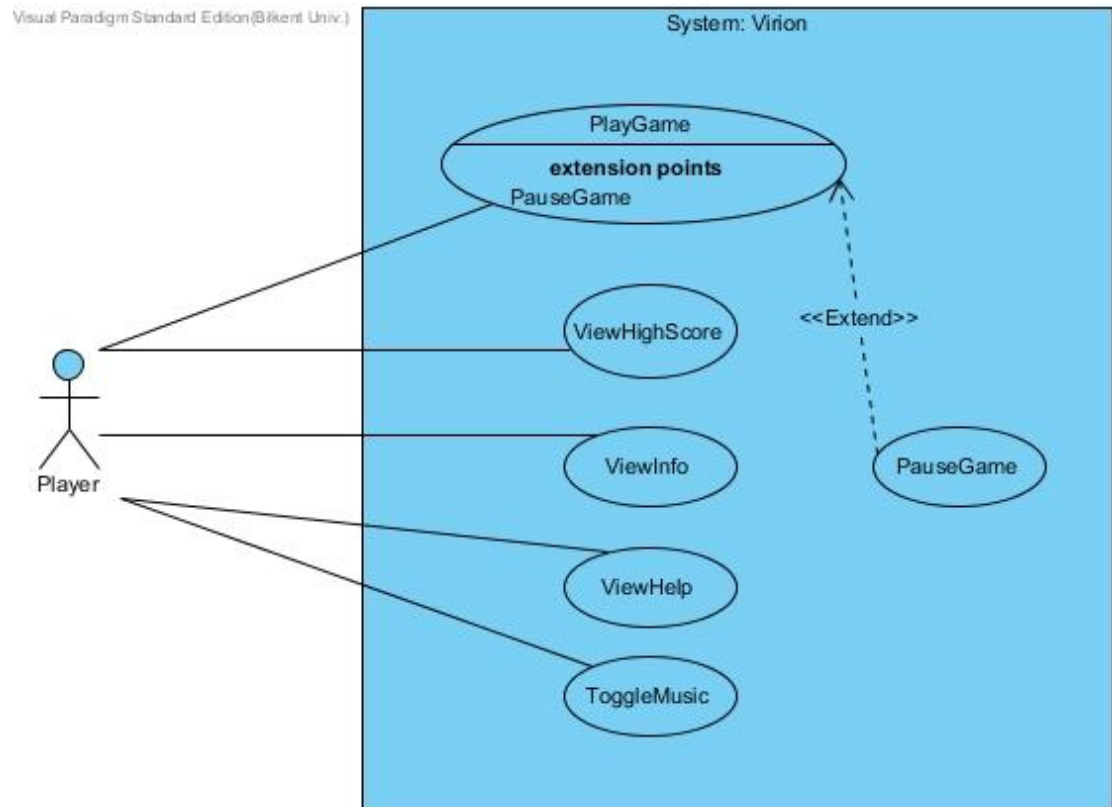 Visual Paradigm Standard Edition(Bilkent Univ.)
System: Virion
PlayGame
extension points
PauseGame
ViewHighScore
<<Extend>>
ViewInfo
PauseGame
Player
ViewHelp
ToggleMusic